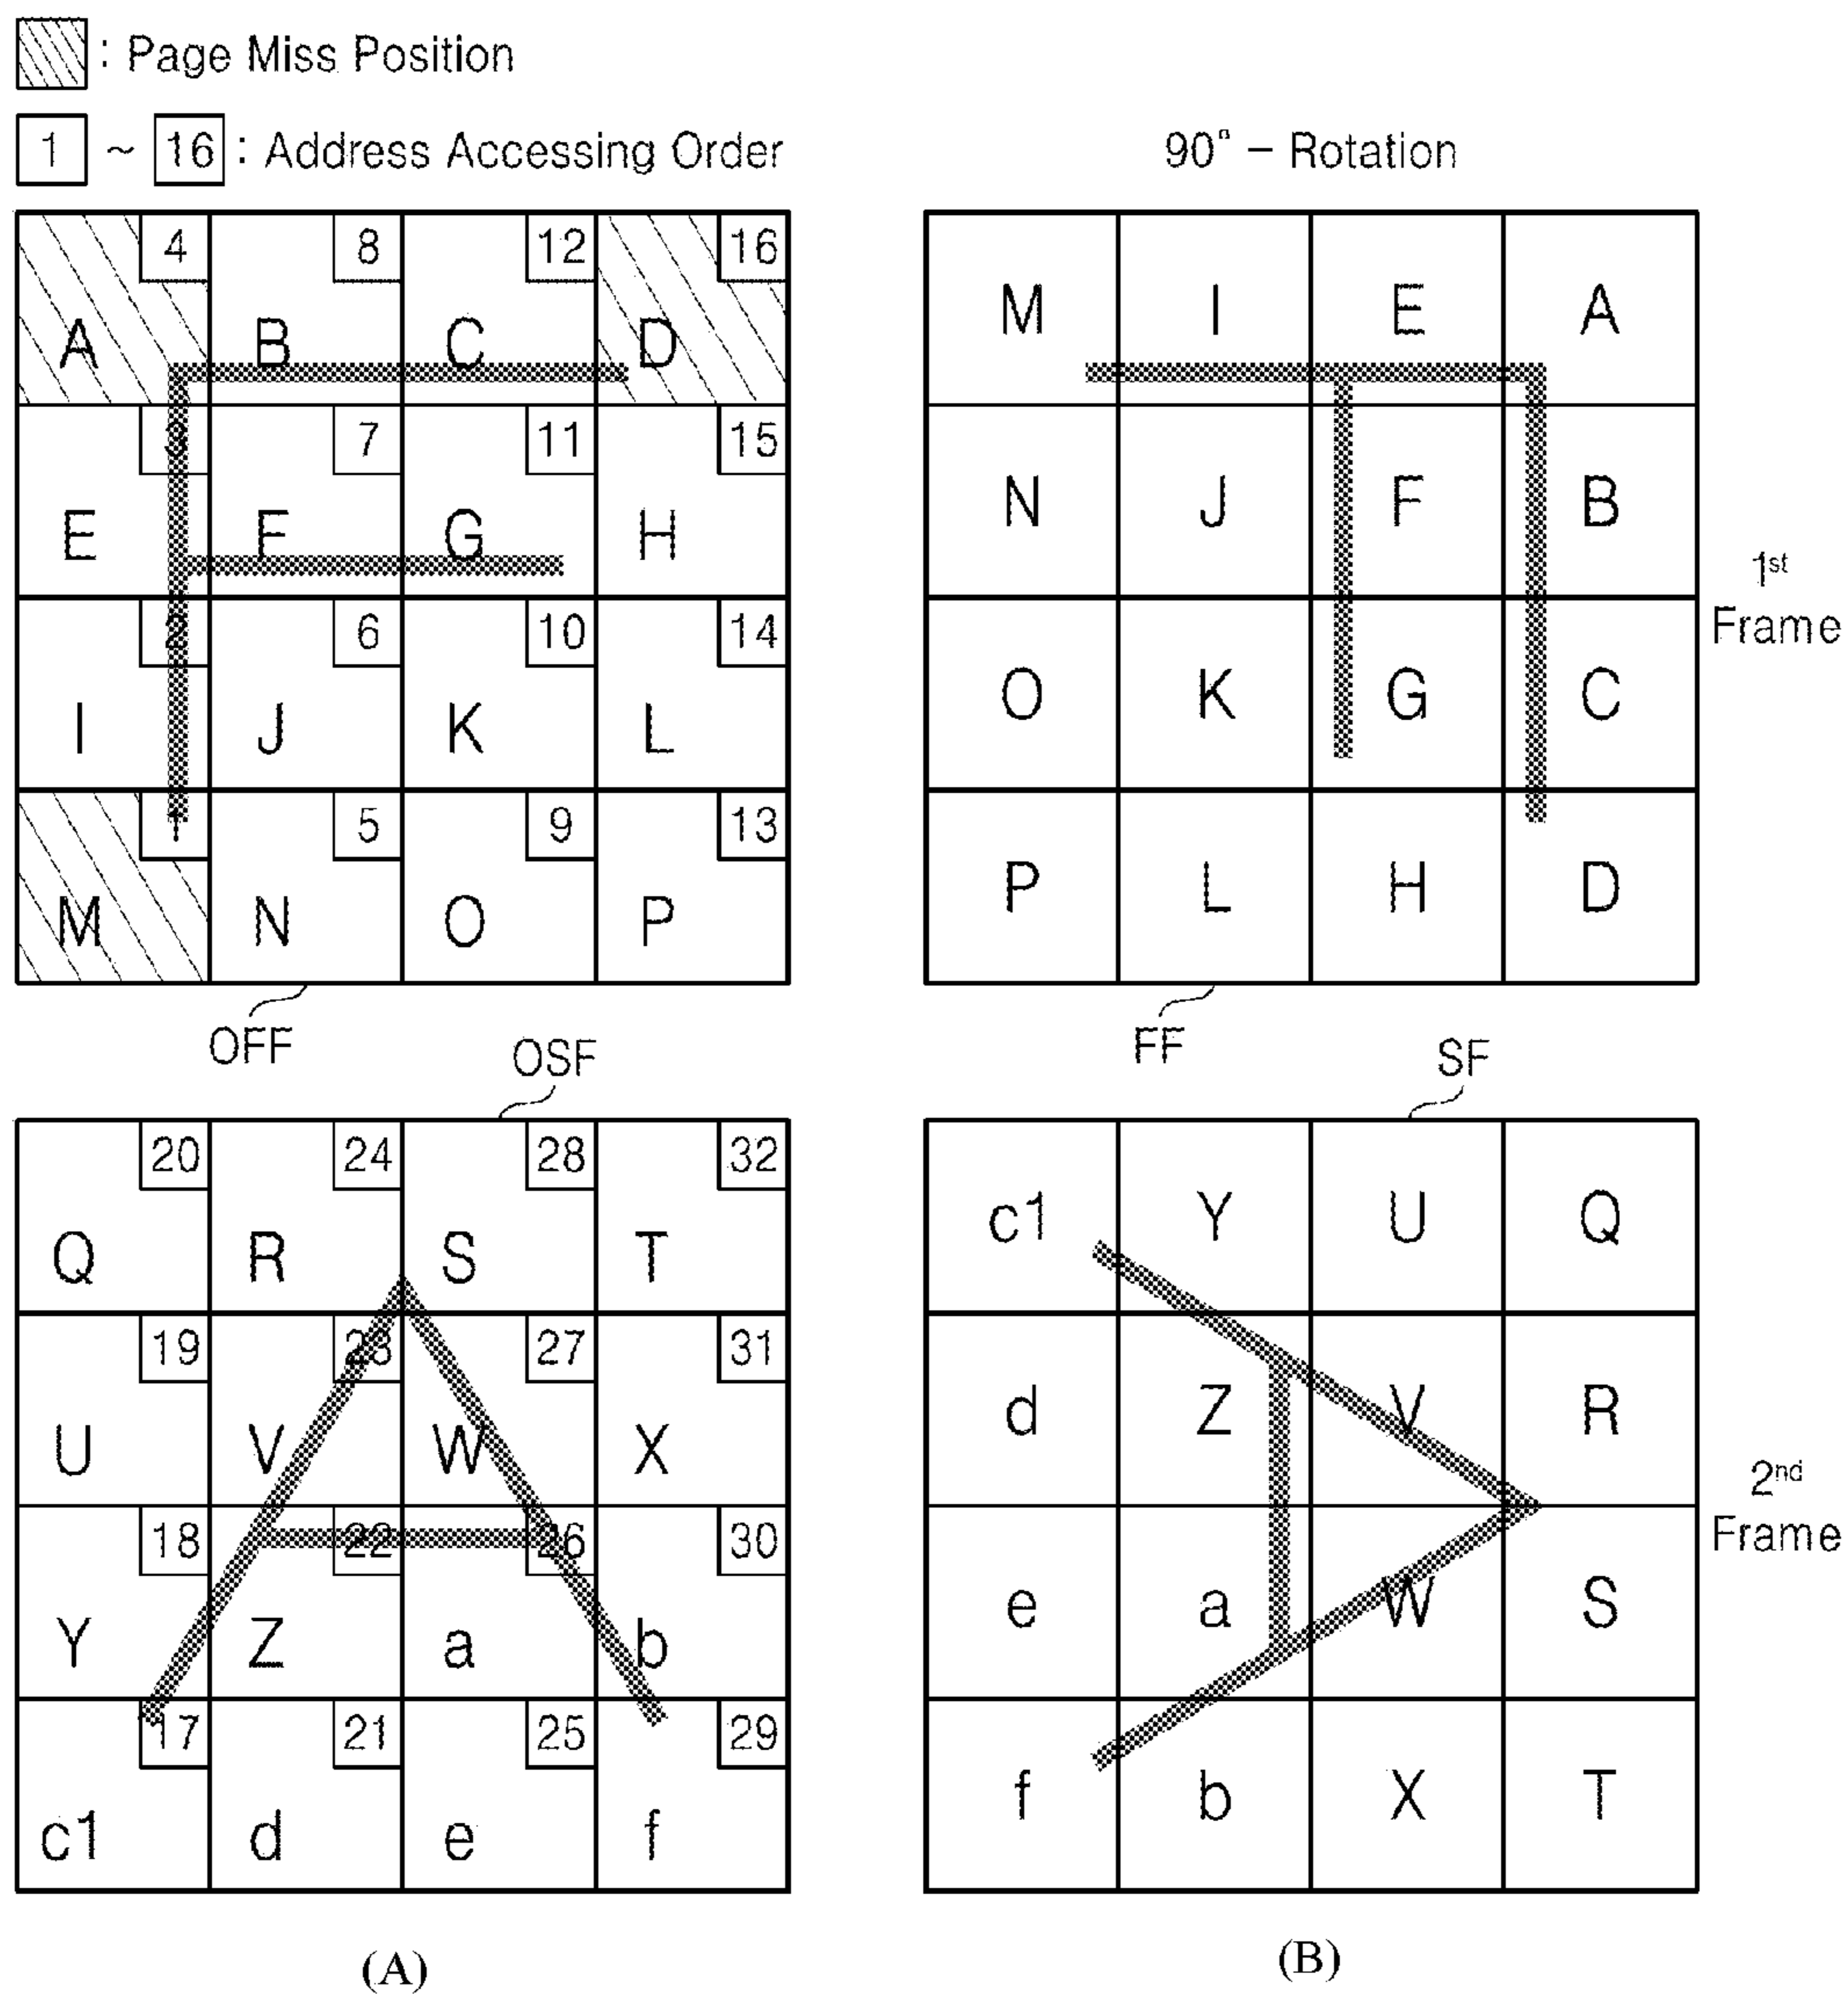 : Page Miss Position
1 ~ 16 : Address Accessing Order
90° - Rotation
4 8 12 16
A B C D
3 7 11 15
E F G H
2 6 10 14
I J K L
1 5 9 13
M N O P
OFF
M I E A
N J F B
O K G C
P L H D
FF
1st
Frame
OSF
20 24 28 32
Q R S T
19 23 27 31
U V W X
18 22 26 30
Y Z a b
17 21 25 29
c1 d e f
SF
c1 Y U Q
d Z V R
e a W S
f b X T
2nd
Frame
(A)
(B)